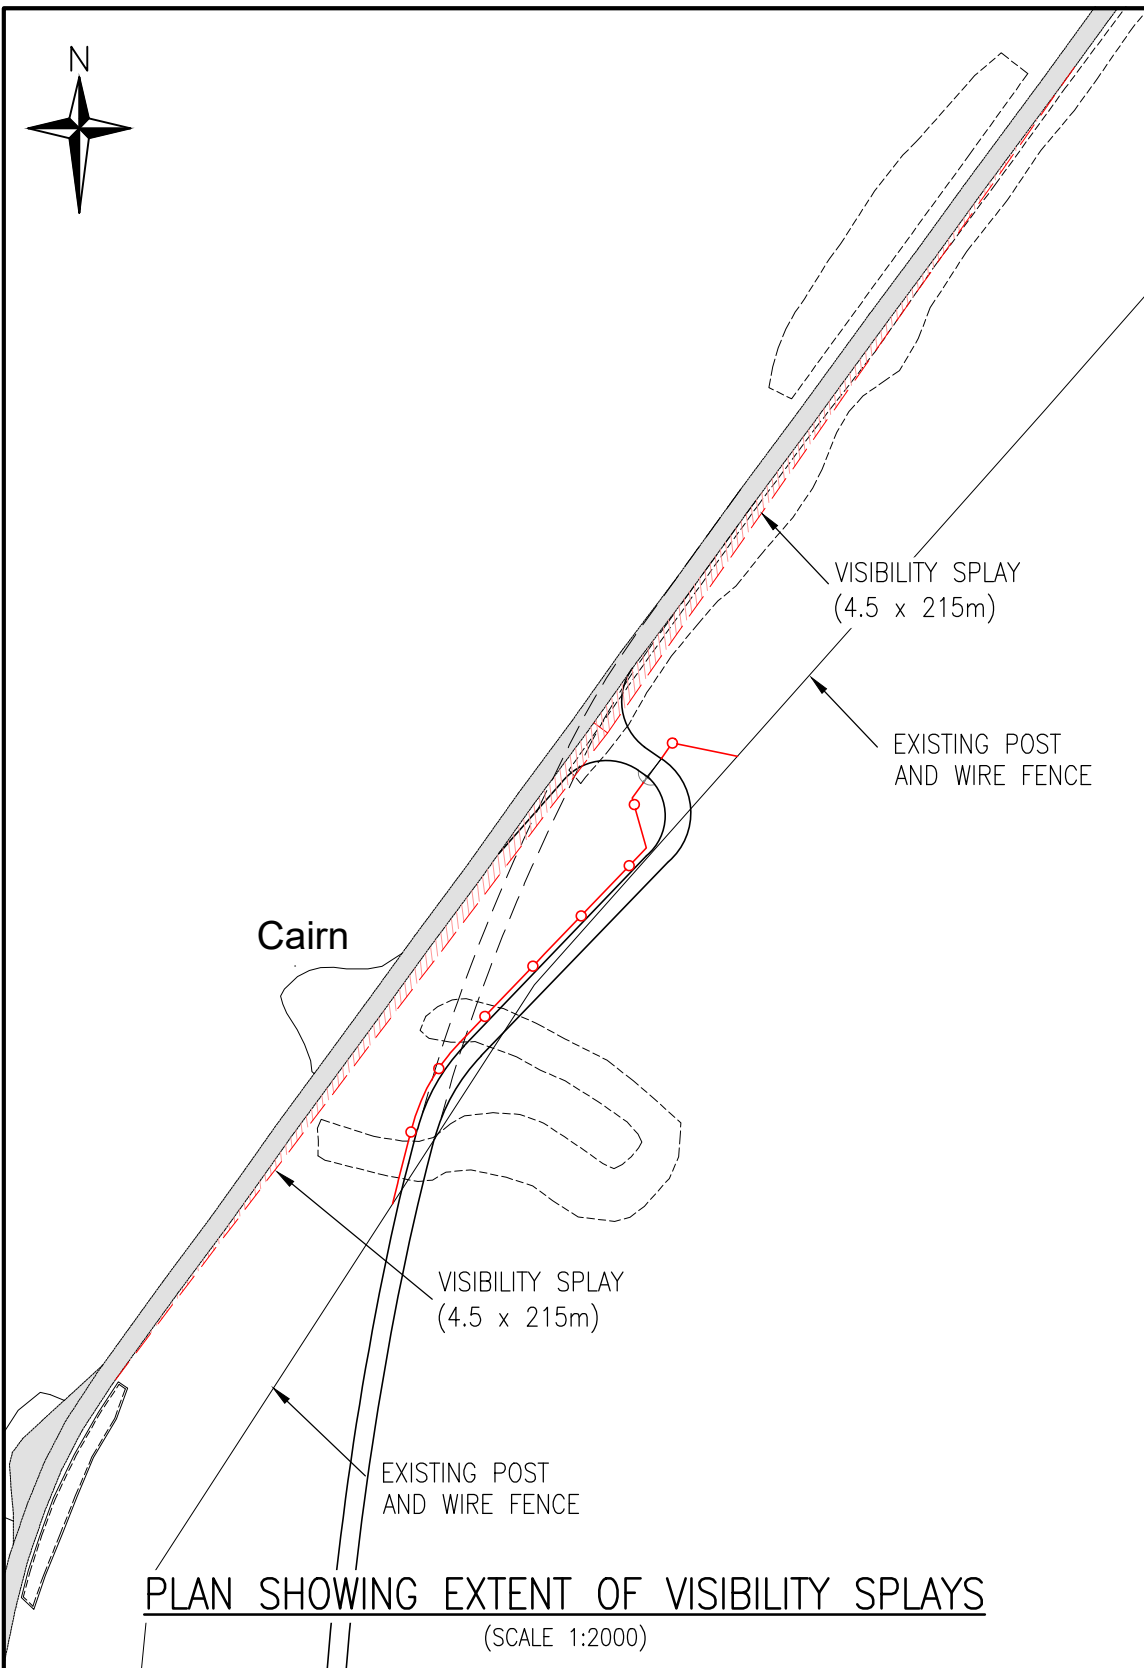 N
VISIBILITY SPLAY
(4.5 x 215m)
EXISTING POST
AND WIRE FENCE
Cairn
VISIBILITY SPLAY
(4.5 x 215m)
EXISTING POST
AND WIRE FENCE
PLAN SHOWING EXTENT OF VISIBILITY SPLAYS
(SCALE 1:2000)